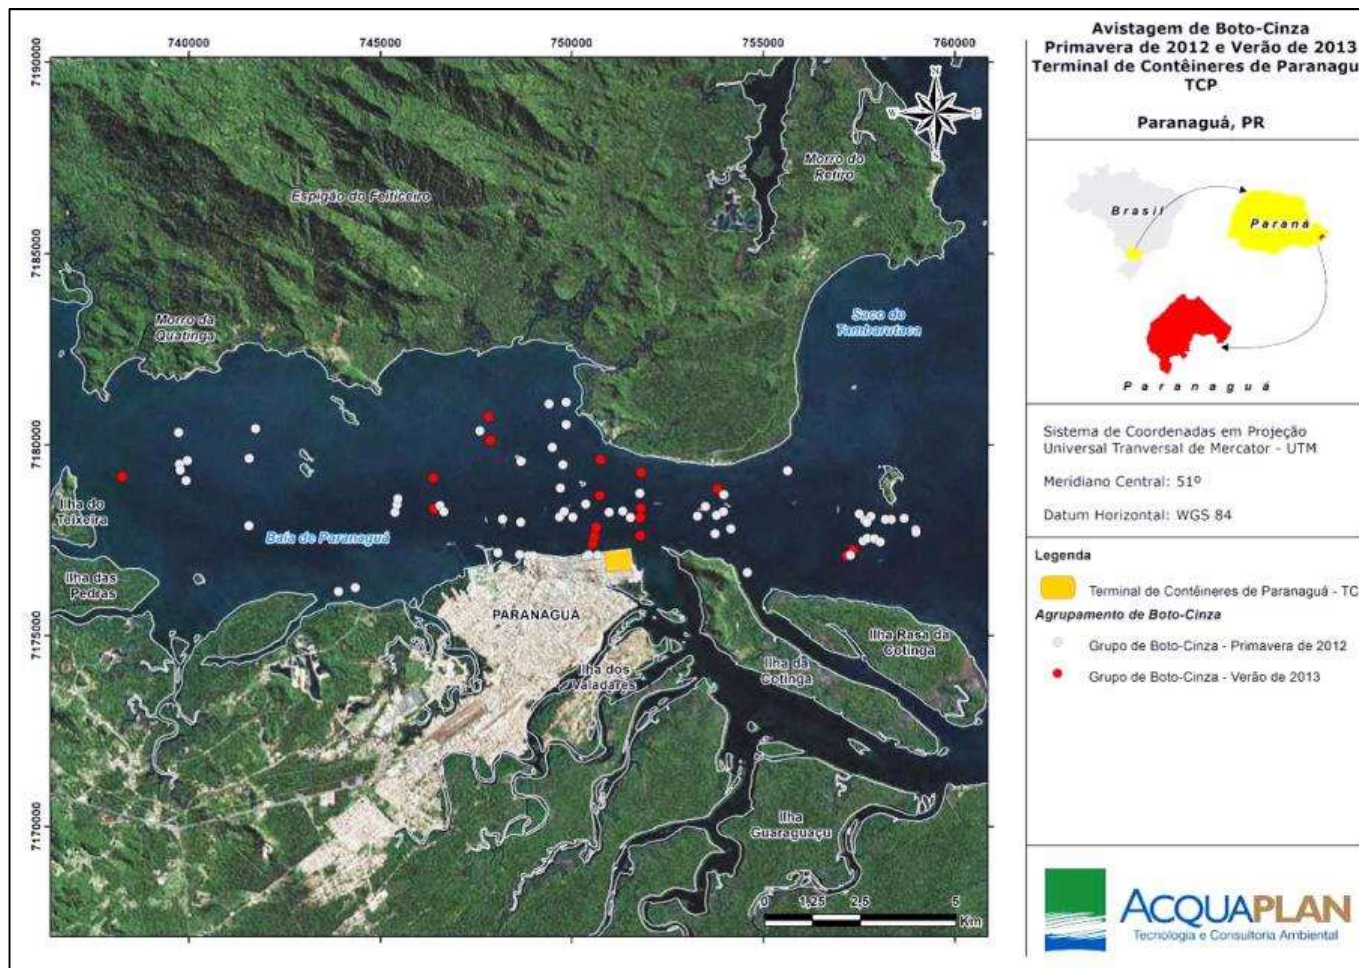 Avistagem de Boto-Cinza
Primavera de 2012 e Verão de 2013
Terminal de Contêineres de Paranagu
TCP
Paranaguá, PR
740000
745000
750000
755000
760000
7190000
7185000
7180000
7175000
7170000
N
W
E
S
Morro do
Retiro
Espigão do Feiticeiro
Saco do
Tambarutaca
Morro da
Quatinga
Ilha do
Teixeira
Baía de Paranaguá
Ilha das
Pedras
PARANAGUÁ
Ilha Rasa da
Cotinga
Ilha dos
Valadares
Ilha da
Cotinga
Ilha
Guaraguaçu
0
1,25
2,5
5
Km
Brasil
Paraná
Paranaguá
Sistema de Coordenadas em Projeção
Universal Tranversal de Mercator - UTM
Meridiano Central: 51º
Datum Horizontal: WGS 84
Legenda
Terminal de Contêineres de Paranaguá - TC
Agrupamento de Boto-Cinza
Grupo de Boto-Cinza - Primavera de 2012
Grupo de Boto-Cinza - Verão de 2013
ACQUAPLAN
Tecnologia e Consultoria Ambiental